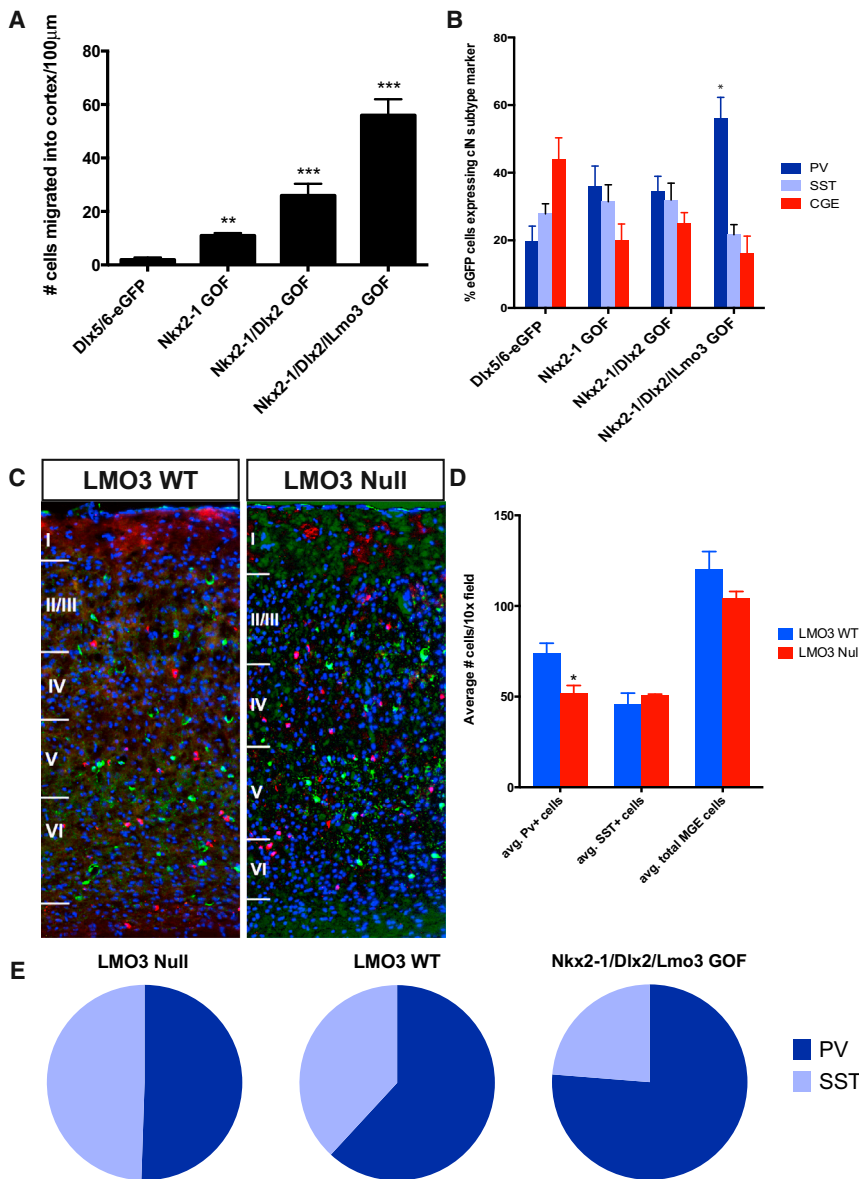 A
# cells migrated into cortex/100μm
80
60
40
20
0
**
***
***
Dlx5/6-eGFP
Nkx2-1 GOF
Nkx2-1/Dlx2 GOF
Nkx2-1/Dlx2/lLmo3 GOF
B
% eGFP cells expressing cIN subtype marker
80
60
40
20
0
*
Dlx5/6-eGFP
Nkx2-1 GOF
Nkx2-1/Dlx2 GOF
Nkx2-1/Dlx2/lLmo3 GOF
PV
SST
CGE
C
LMO3 WT
LMO3 Null
I
II/III
IV
V
VI
I
II/III
IV
V
VI
D
Average # cells/10x field
150
100
50
0
*
avg. Pv+ cells
avg. SST+ cells
avg. total MGE cells
LMO3 WT
LMO3 Nul
E
LMO3 Null
LMO3 WT
Nkx2-1/Dlx2/Lmo3 GOF
PV
SST